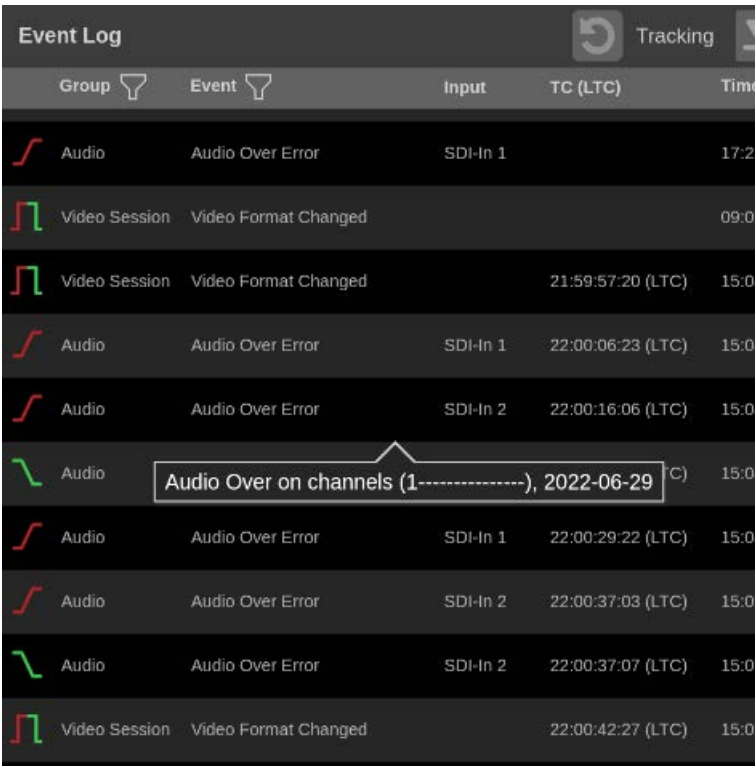 Event Log Tracking
Group Event Input TC (LTC) Time
Audio Audio Over Error SDI-In 1 17:2
Video Session Video Format Changed 09:0
Video Session Video Format Changed 21:59:57:20 (LTC) 15:0
Audio Audio Over Error SDI-In 1 22:00:06:23 (LTC) 15:0
Audio Audio Over Error SDI-In 2 22:00:16:06 (LTC) 15:0
Audio TC) 15:0
Audio Over on channels (1---------------), 2022-06-29
Audio Audio Over Error SDI-In 1 22:00:29:22 (LTC) 15:0
Audio Audio Over Error SDI-In 2 22:00:37:03 (LTC) 15:0
Audio Audio Over Error SDI-In 2 22:00:37:07 (LTC) 15:0
Video Session Video Format Changed 22:00:42:27 (LTC) 15:0